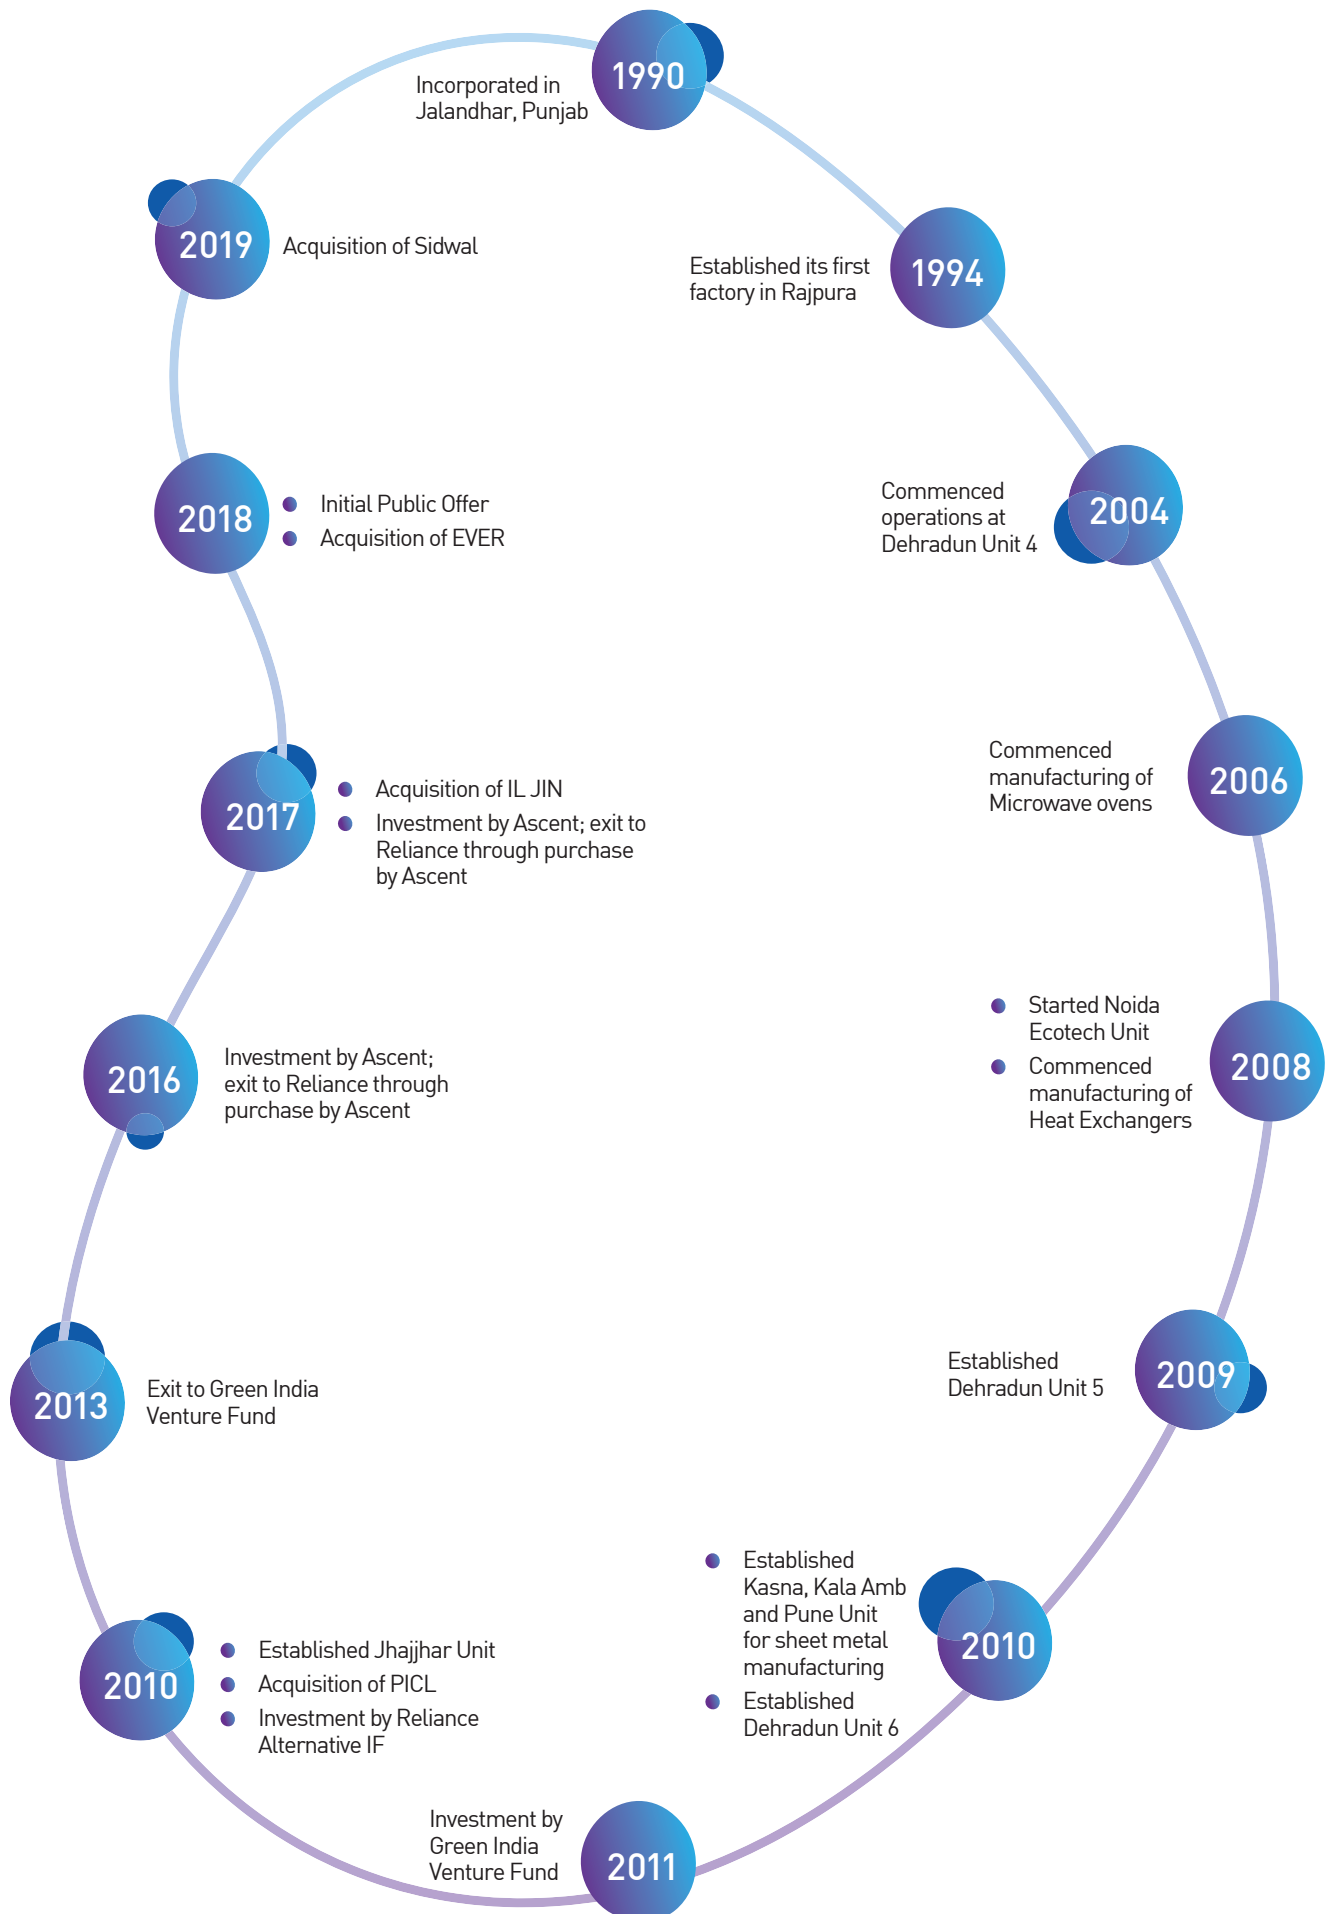 1990
Incorporated in
Jalandhar, Punjab
1994
Established its first
factory in Rajpura
2004
Commenced
operations at
Dehradun Unit 4
2006
Commenced
manufacturing of
Microwave ovens
2008
Started Noida
Ecotech Unit
Commenced
manufacturing of
Heat Exchangers
2009
Established
Dehradun Unit 5
2010
Established
Kasna, Kala Amb
and Pune Unit
for sheet metal
manufacturing
Established
Dehradun Unit 6
2011
Investment by
Green India
Venture Fund
2010
Established Jhajjhar Unit
Acquisition of PICL
Investment by Reliance
Alternative IF
2013
Exit to Green India
Venture Fund
2016
Investment by Ascent;
exit to Reliance through
purchase by Ascent
2017
Acquisition of IL JIN
Investment by Ascent; exit to
Reliance through purchase
by Ascent
2018
Initial Public Offer
Acquisition of EVER
2019
Acquisition of Sidwal